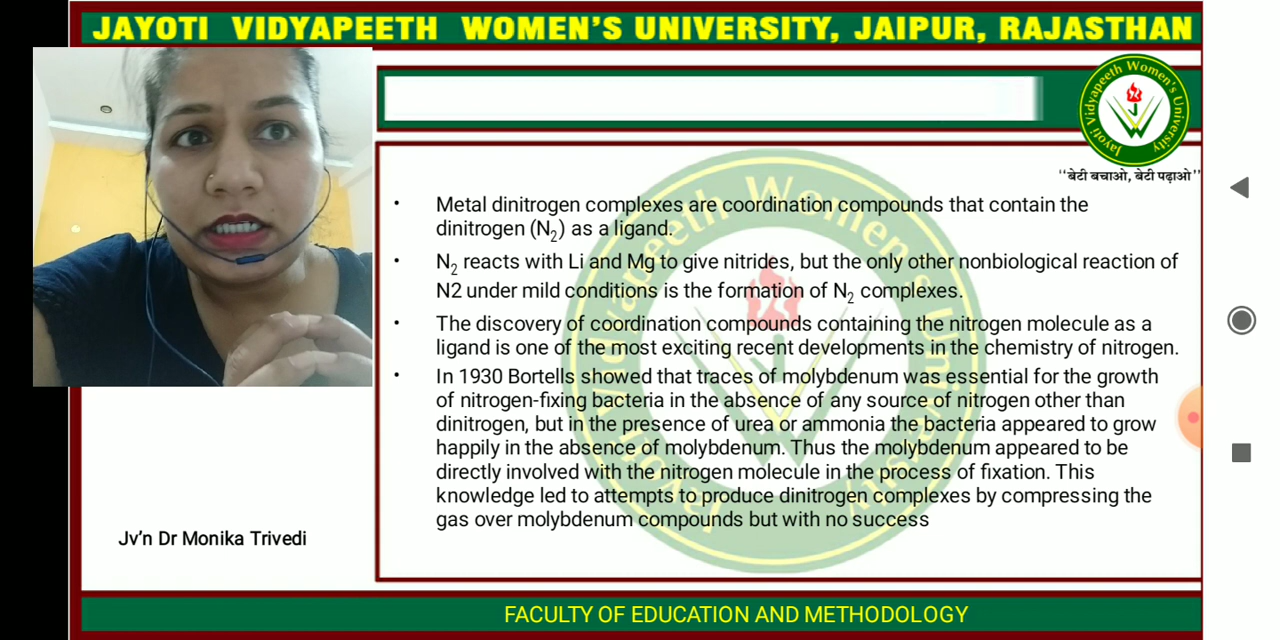 JAYOTI VIDYAPEETH WOMEN'S UNIVERSITY, JAIPUR, RAJASTHAN
Jayoti Vidyapeeth Women's University
"बेटी बचाओ, बेटी पढ़ाओ"
• Metal dinitrogen complexes are coordination compounds that contain the
dinitrogen (N₂) as a ligand.
• N₂ reacts with Li and Mg to give nitrides, but the only other nonbiological reaction of
N2 under mild conditions is the formation of N₂ complexes.
• The discovery of coordination compounds containing the nitrogen molecule as a
ligand is one of the most exciting recent developments in the chemistry of nitrogen.
• In 1930 Bortells showed that traces of molybdenum was essential for the growth
of nitrogen-fixing bacteria in the absence of any source of nitrogen other than
dinitrogen, but in the presence of urea or ammonia the bacteria appeared to grow
happily in the absence of molybdenum. Thus the molybdenum appeared to be
directly involved with the nitrogen molecule in the process of fixation. This
knowledge led to attempts to produce dinitrogen complexes by compressing the
gas over molybdenum compounds but with no success
Jv'n Dr Monika Trivedi
FACULTY OF EDUCATION AND METHODOLOGY